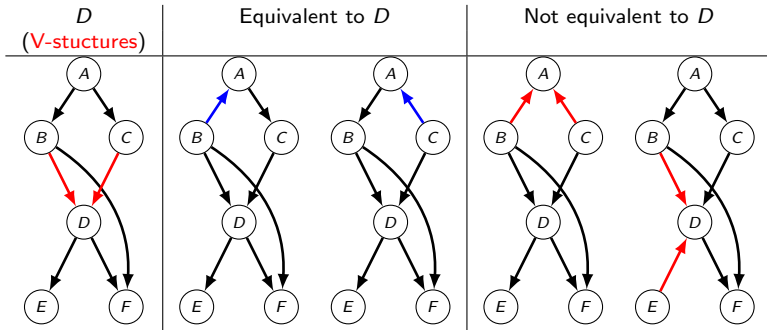 D Equivalent to D Not equivalent to D
(V-stuctures)
A A A A A
B C B C B C B C B C
D D D D D
E F E F E F E F E F